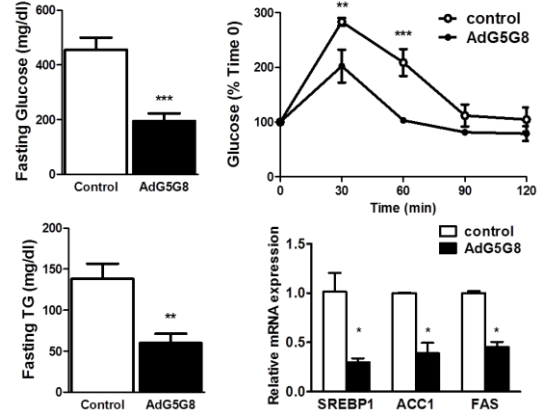 Fasting Glucose (mg/dl)
600
400
200
0
***
Control
AdG5G8
Glucose (% Time 0)
300
200
100
0
**
***
control
AdG5G8
0
30
60
90
120
Time (min)
Fasting TG (mg/dl)
200
150
100
50
0
**
Control
AdG5G8
control
AdG5G8
Relative mRNA expression
1.5
1.0
0.5
0.0
*
*
*
SREBP1
ACC1
FAS